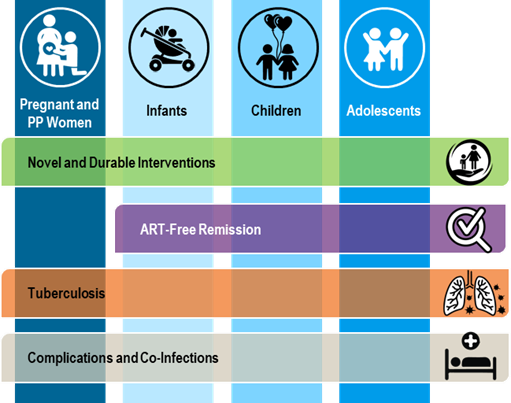 Pregnant and
PP Women
Infants
Children
Adolescents
Novel and Durable Interventions
ART-Free Remission
Tuberculosis
Complications and Co-Infections